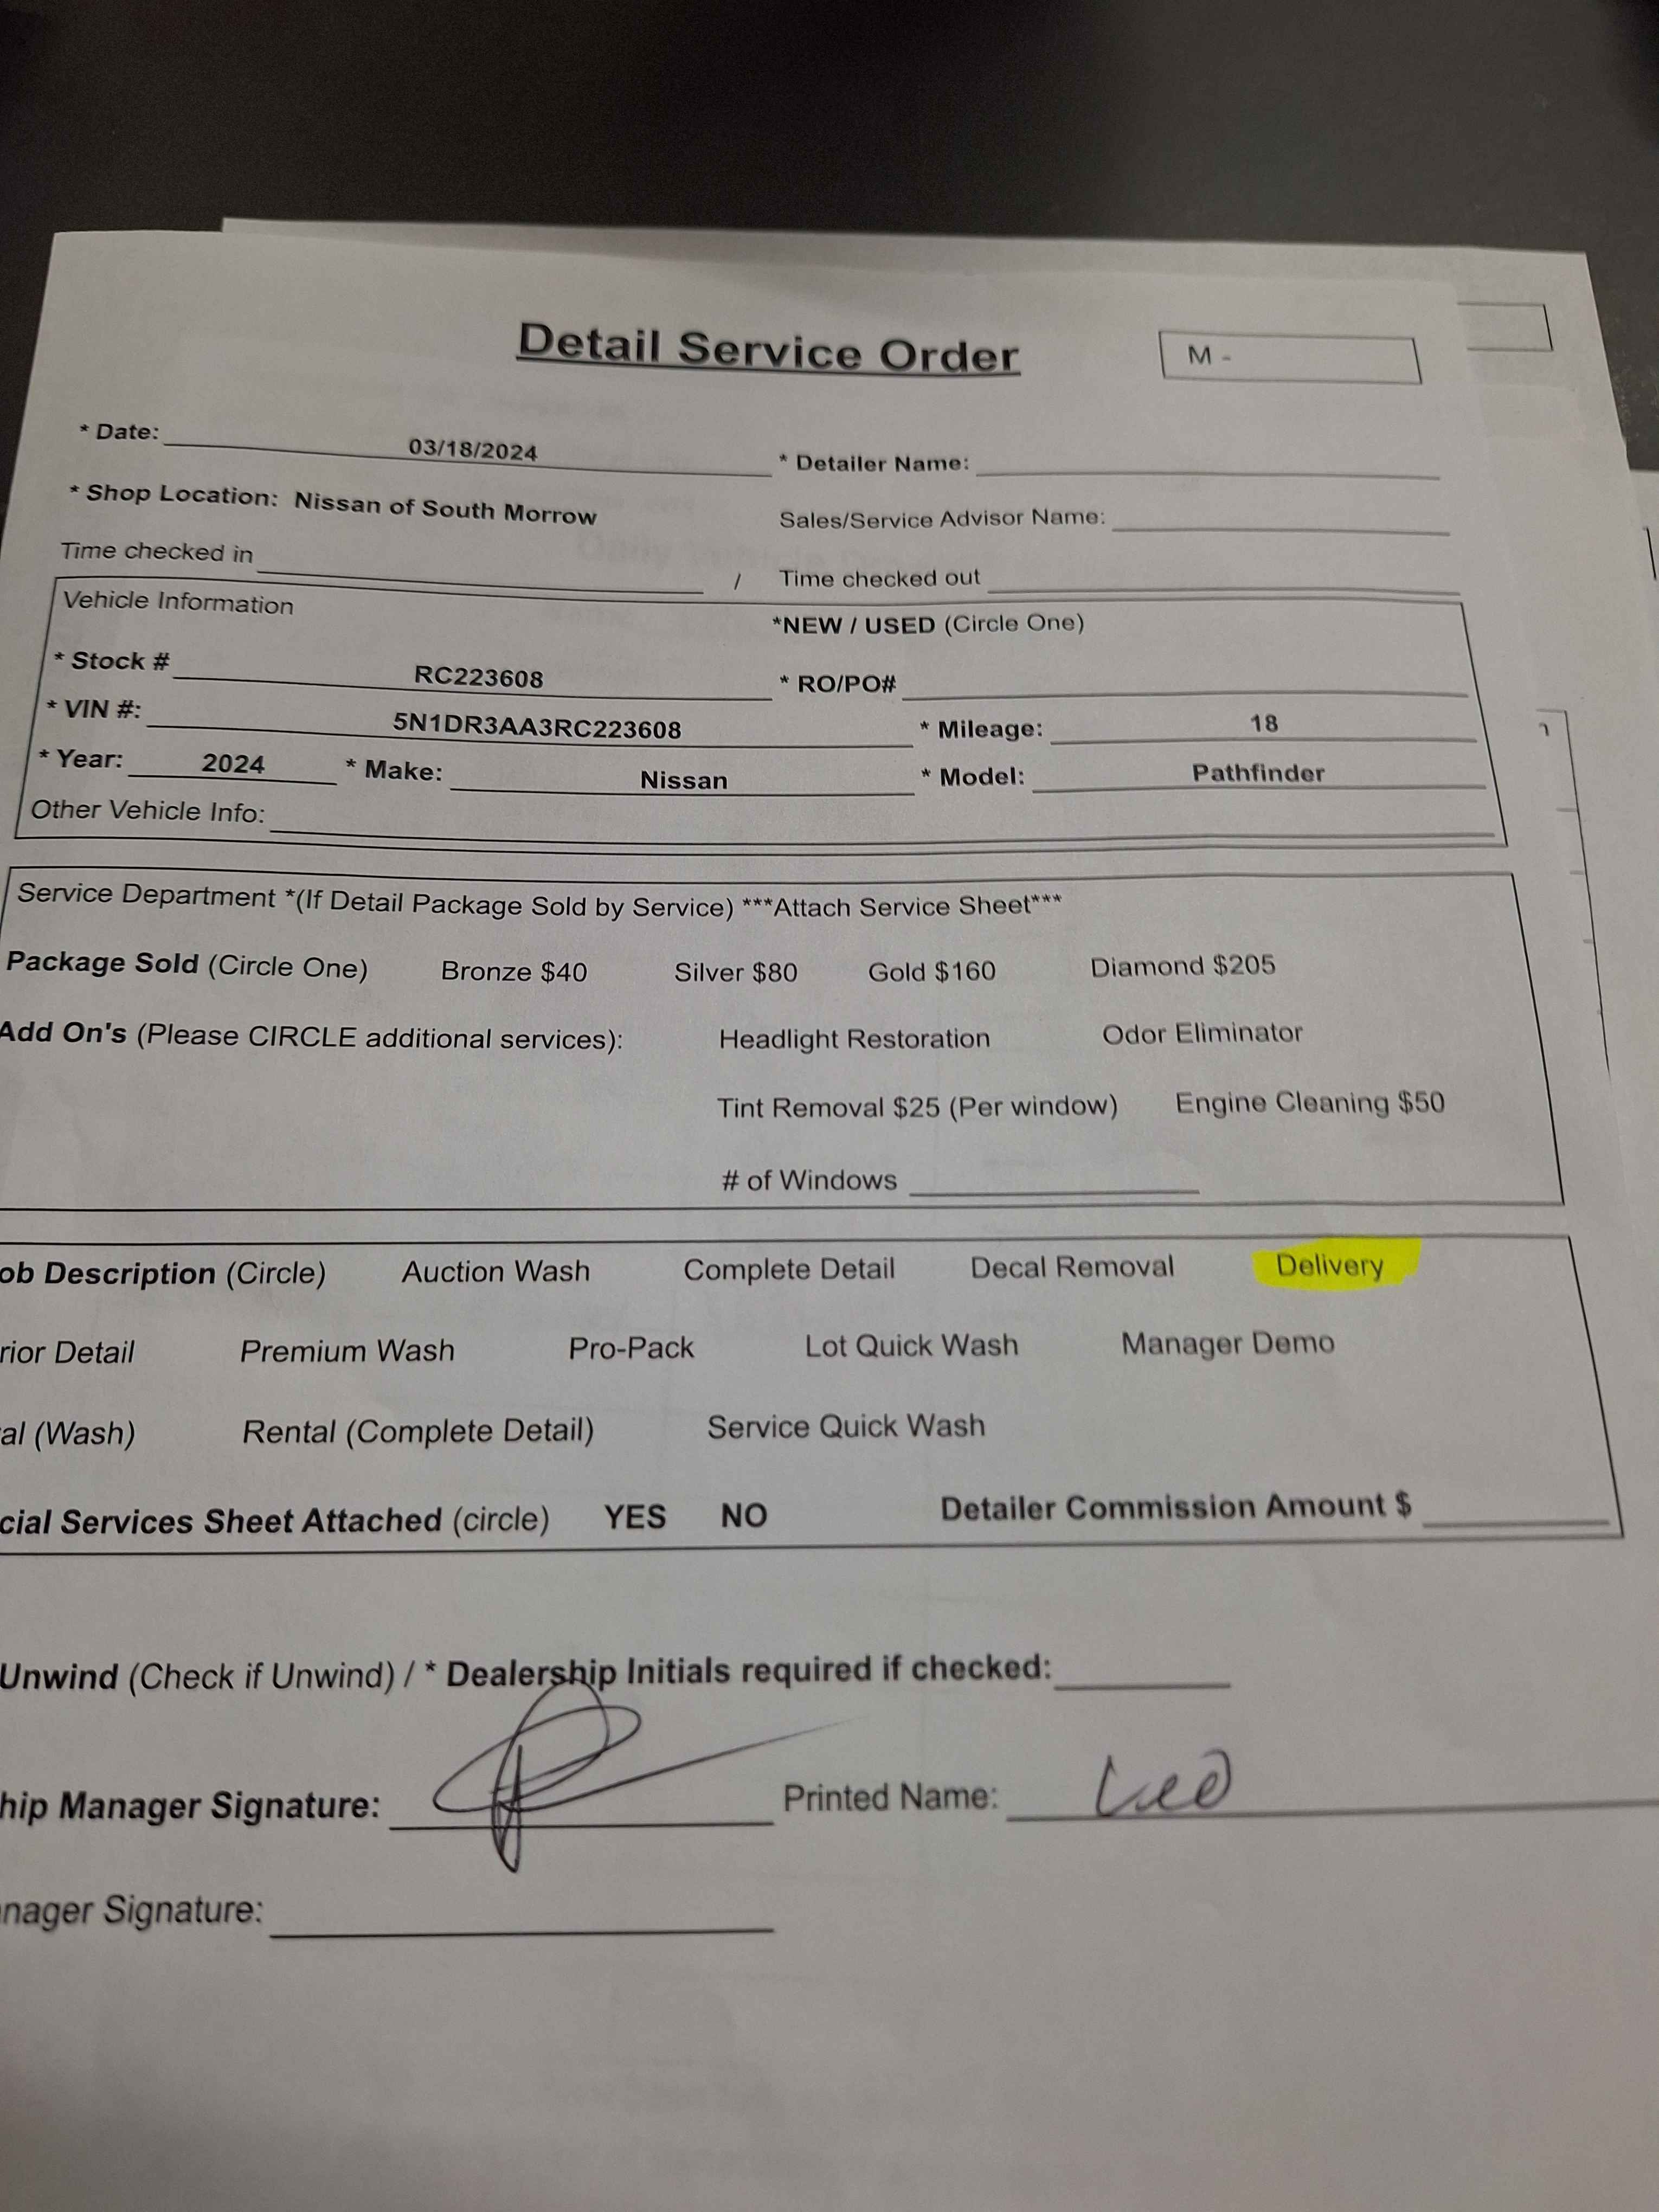 Detail Service Order
M -
* Date: 03/18/2024
* Detailer Name:
* Shop Location: Nissan of South Morrow
Sales/Service Advisor Name:
Time checked in / Time checked out
Vehicle Information
*NEW / USED (Circle One)
* Stock # RC223608
* RO/PO#
* VIN #: 5N1DR3AA3RC223608
* Mileage: 18
* Year: 2024 * Make: Nissan * Model: Pathfinder
Other Vehicle Info:
Service Department *(If Detail Package Sold by Service) ***Attach Service Sheet***
Package Sold (Circle One) Bronze $40 Silver $80 Gold $160 Diamond $205
Add On's (Please CIRCLE additional services): Headlight Restoration Odor Eliminator
Tint Removal $25 (Per window) Engine Cleaning $50
# of Windows
ob Description (Circle) Auction Wash Complete Detail Decal Removal Delivery
rior Detail Premium Wash Pro-Pack Lot Quick Wash Manager Demo
al (Wash) Rental (Complete Detail) Service Quick Wash
cial Services Sheet Attached (circle) YES NO Detailer Commission Amount $
Unwind (Check if Unwind) / * Dealership Initials required if checked:
hip Manager Signature: Printed Name: Leo
nager Signature: